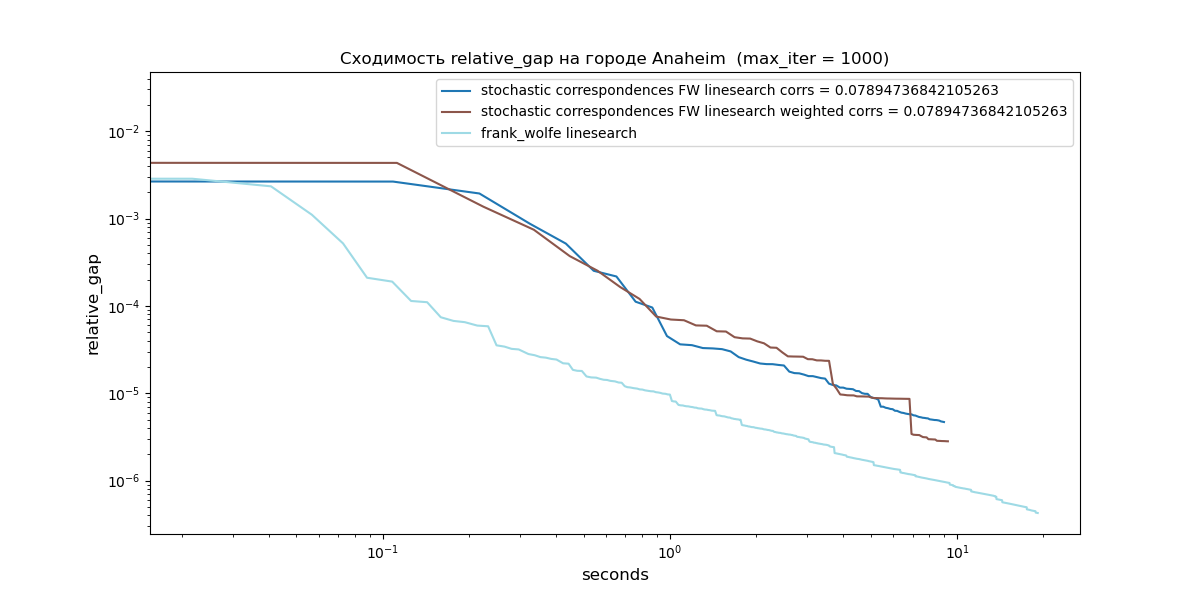 Сходимость relative_gap на городе Anaheim  (max_iter = 1000)
stochastic correspondences FW linesearch corrs = 0.07894736842105263
stochastic correspondences FW linesearch weighted corrs = 0.07894736842105263
frank_wolfe linesearch
relative_gap
10⁻²
10⁻³
10⁻⁴
10⁻⁵
10⁻⁶
10⁻¹ 10⁰ 10¹
seconds